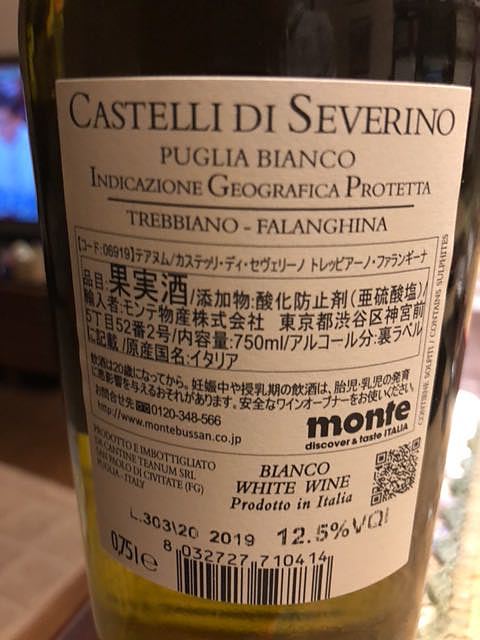 CASTELLI DI SEVERINO
PUGLIA BIANCO
INDICAZIONE GEOGRAFICA PROTETTA
TREBBIANO - FALANGHINA
【コード:06919】テアヌム/カステッリ・ディ・セヴェリーノ トレッビアーノ・ファランギーナ
品目:果実酒/添加物:酸化防止剤(亜硫酸塩)/
輸入者:モンテ物産株式会社 東京都渋谷区神宮前
5丁目52番2号/内容量:750ml/アルコール分:裏ラベル
に記載/原産国名:イタリア
飲酒は20歳になってから。妊娠中や授乳期の飲酒は、胎児・乳児の発育
に悪影響を与えるおそれがあります。安全なワインオープナーをお使いください。
お問合せ先 0120-348-566
http://www.montebussan.co.jp
monte
discover & taste ITALIA
CONTIENE SOLFITI / CONTAINS SULPHITES
PRODOTTO E IMBOTTIGLIATO
DA CANTINE TEANUM SRL
SAN PAOLO DI CIVITATE (FG)
PUGLIA - ITALY
BIANCO
WHITE WINE
Prodotto in Italia
L.303\20 2019 12.5%VOl
0,75l e
8 032727 710414